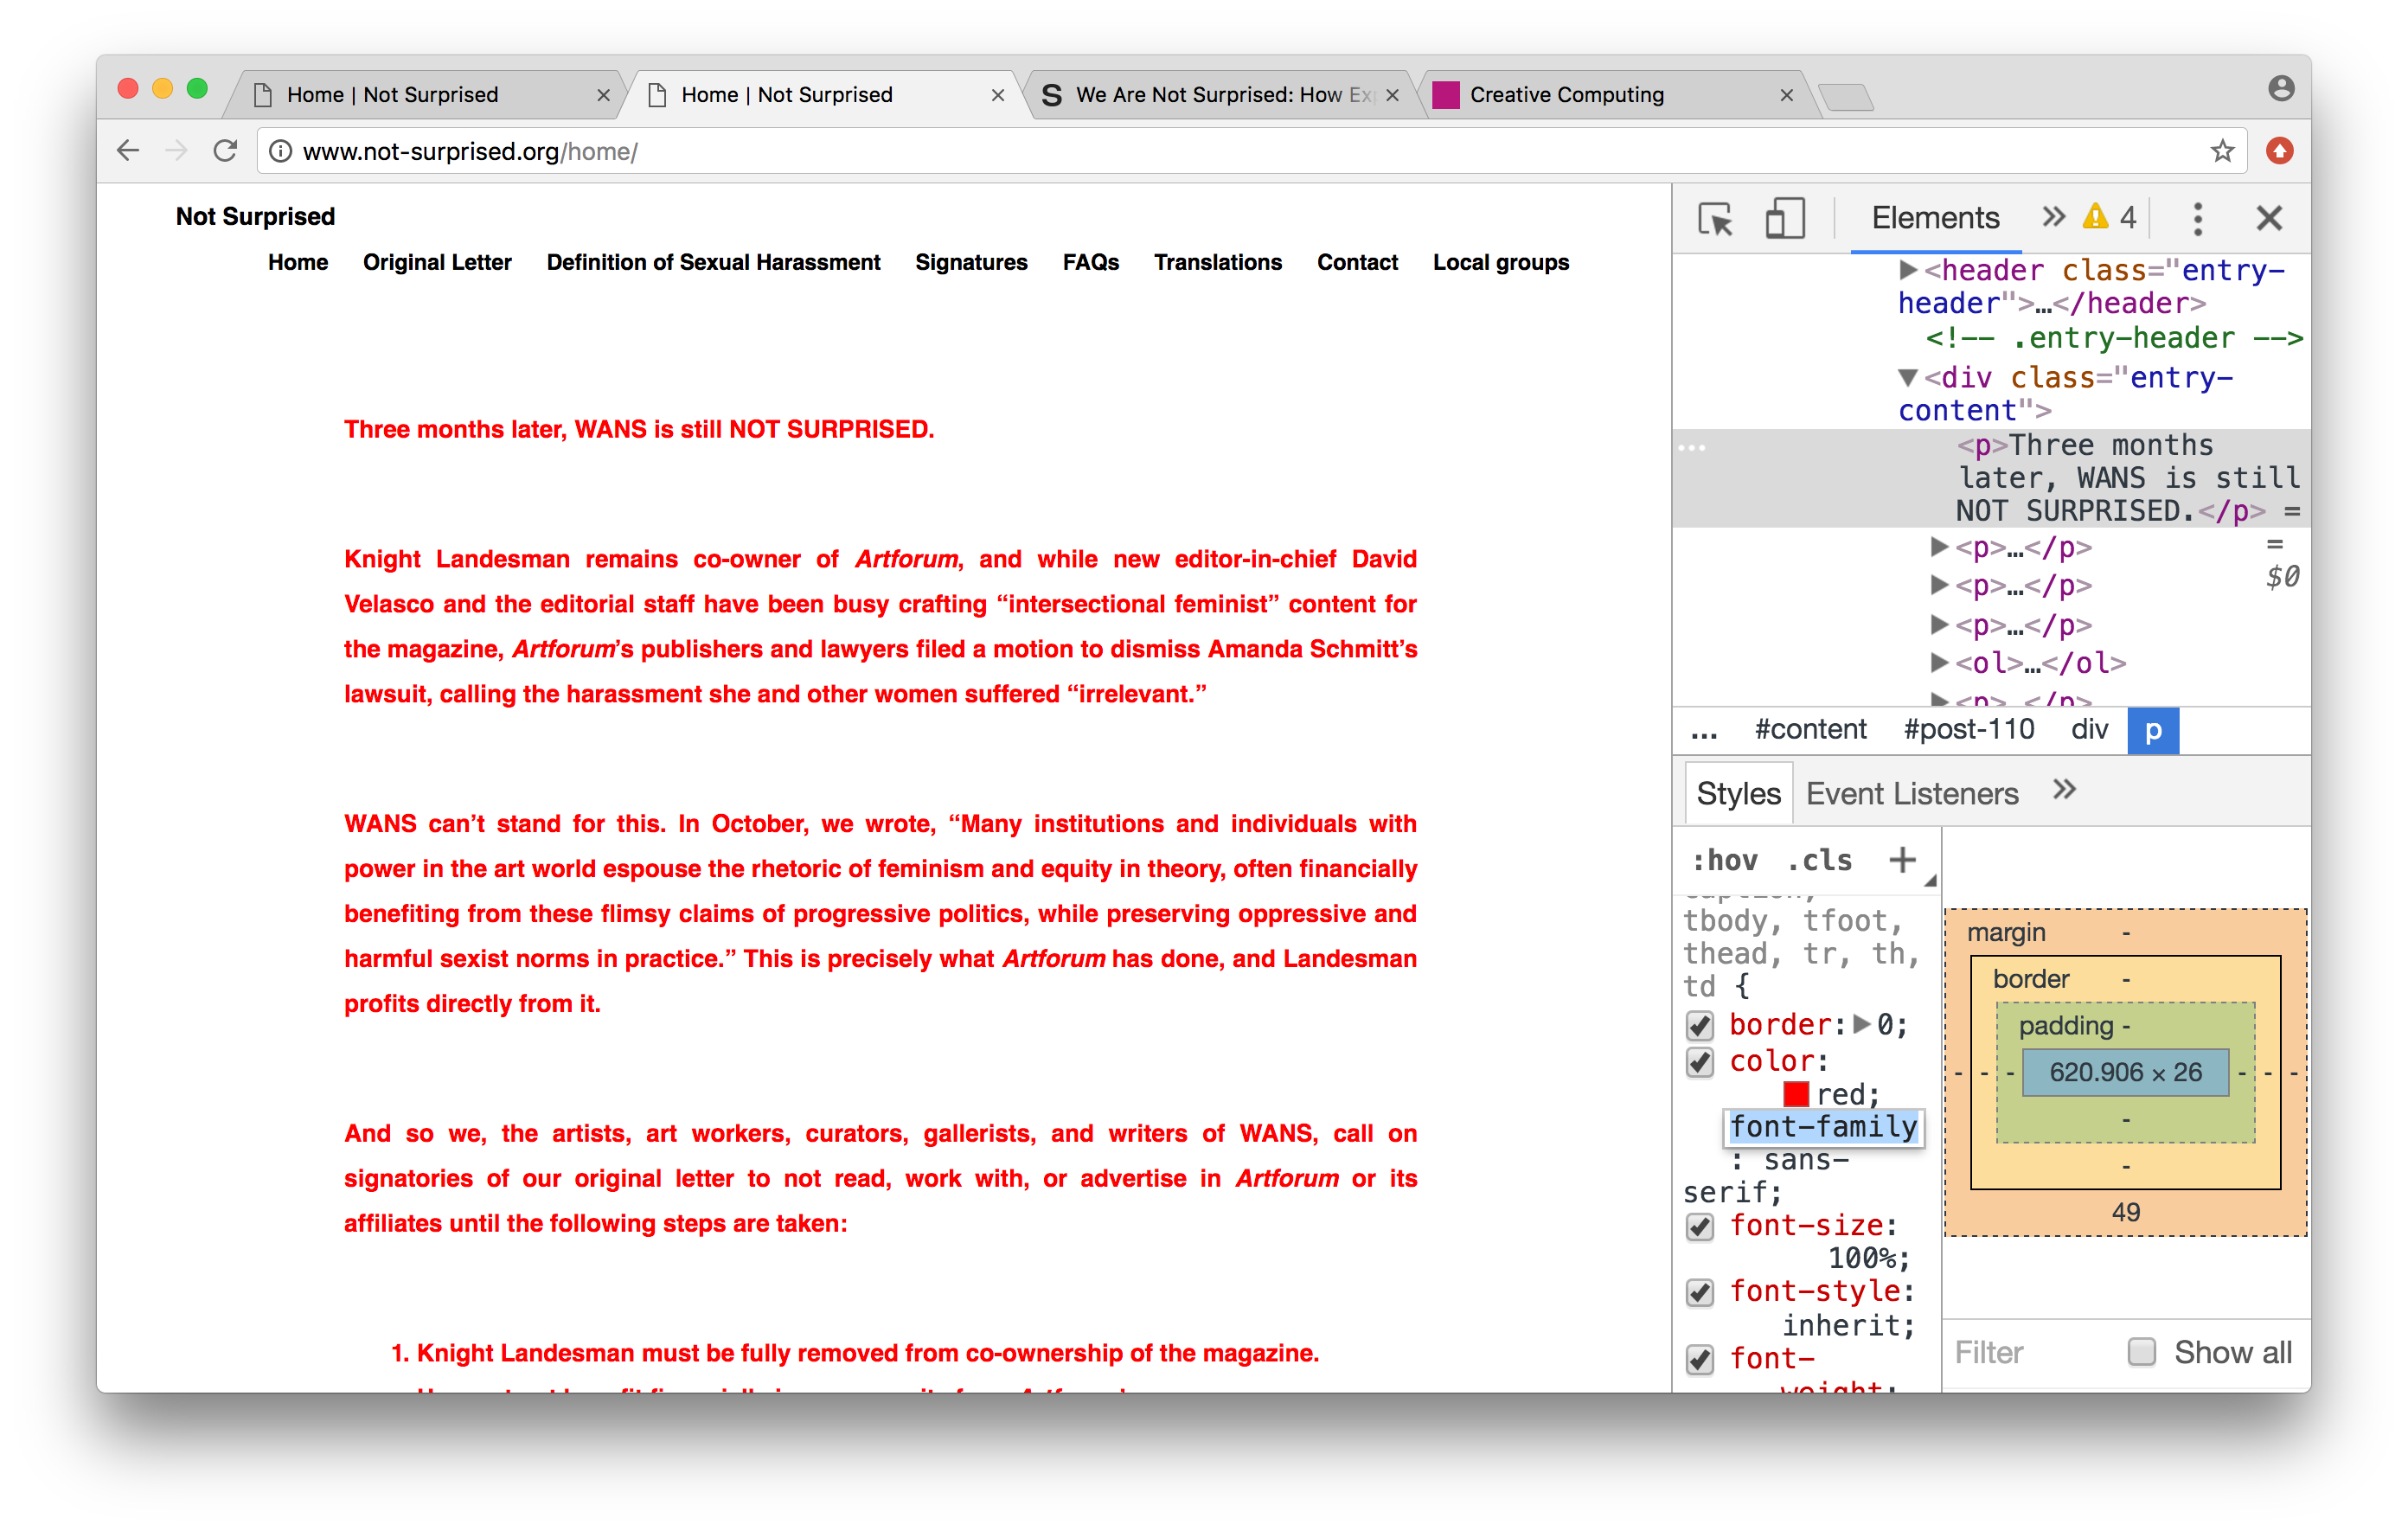 Home | Not Surprised
Home | Not Surprised
S We Are Not Surprised: How Exp
Creative Computing
www.not-surprised.org/home/
Not Surprised
Home Original Letter Definition of Sexual Harassment Signatures FAQs Translations Contact Local groups
Three months later, WANS is still NOT SURPRISED.
Knight Landesman remains co-owner of Artforum, and while new editor-in-chief David
Velasco and the editorial staff have been busy crafting “intersectional feminist” content for
the magazine, Artforum’s publishers and lawyers filed a motion to dismiss Amanda Schmitt’s
lawsuit, calling the harassment she and other women suffered “irrelevant.”
WANS can’t stand for this. In October, we wrote, “Many institutions and individuals with
power in the art world espouse the rhetoric of feminism and equity in theory, often financially
benefiting from these flimsy claims of progressive politics, while preserving oppressive and
harmful sexist norms in practice.” This is precisely what Artforum has done, and Landesman
profits directly from it.
And so we, the artists, art workers, curators, gallerists, and writers of WANS, call on
signatories of our original letter to not read, work with, or advertise in Artforum or its
affiliates until the following steps are taken:
1. Knight Landesman must be fully removed from co-ownership of the magazine.
Elements » 4
<header class="entry-
header">…</header>
<!-- .entry-header -->
<div class="entry-
content">
<p>Three months
later, WANS is still
NOT SURPRISED.</p> =
= $0
<p>…</p>
<p>…</p>
<p>…</p>
<ol>…</ol>
... #content #post-110 div p
Styles Event Listeners »
:hov .cls +
tbody, tfoot,
thead, tr, th,
td {
border: 0;
color:
red;
font-family
: sans-
serif;
font-size:
100%;
font-style:
inherit;
font-
weight:
margin -
border -
padding -
620.906 × 26
49
Filter Show all